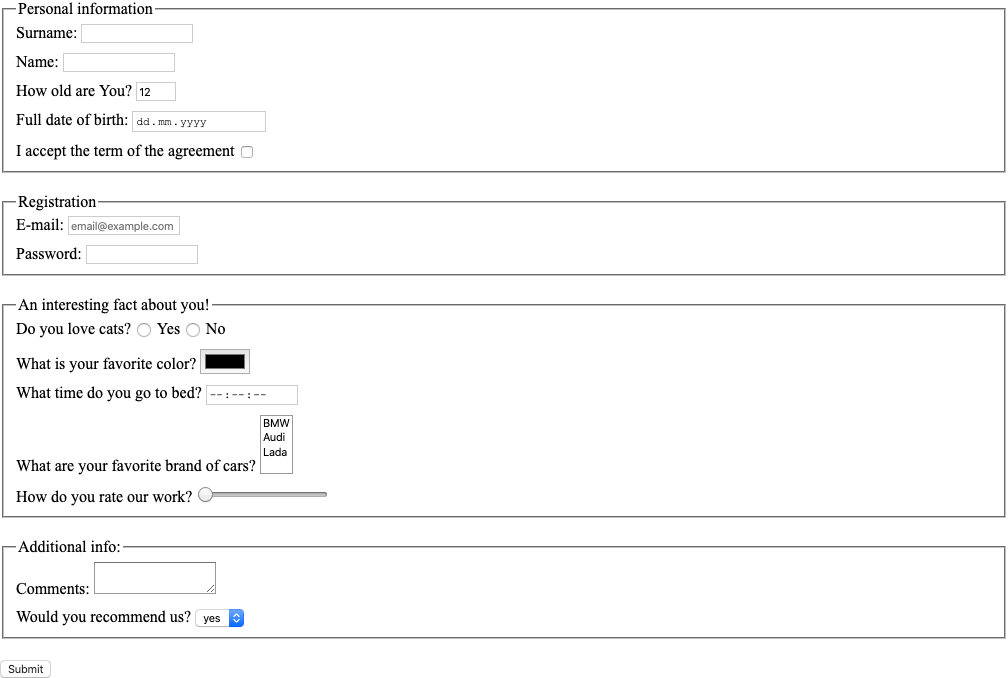 Personal information
Surname:
Name:
How old are You? 12
Full date of birth: dd.mm.yyyy
I accept the term of the agreement
Registration
E-mail: email@example.com
Password:
An interesting fact about you!
Do you love cats? Yes No
What is your favorite color?
What time do you go to bed? --:--:--
BMW
Audi
Lada
What are your favorite brand of cars?
How do you rate our work?
Additional info:
Comments:
Would you recommend us? yes
Submit